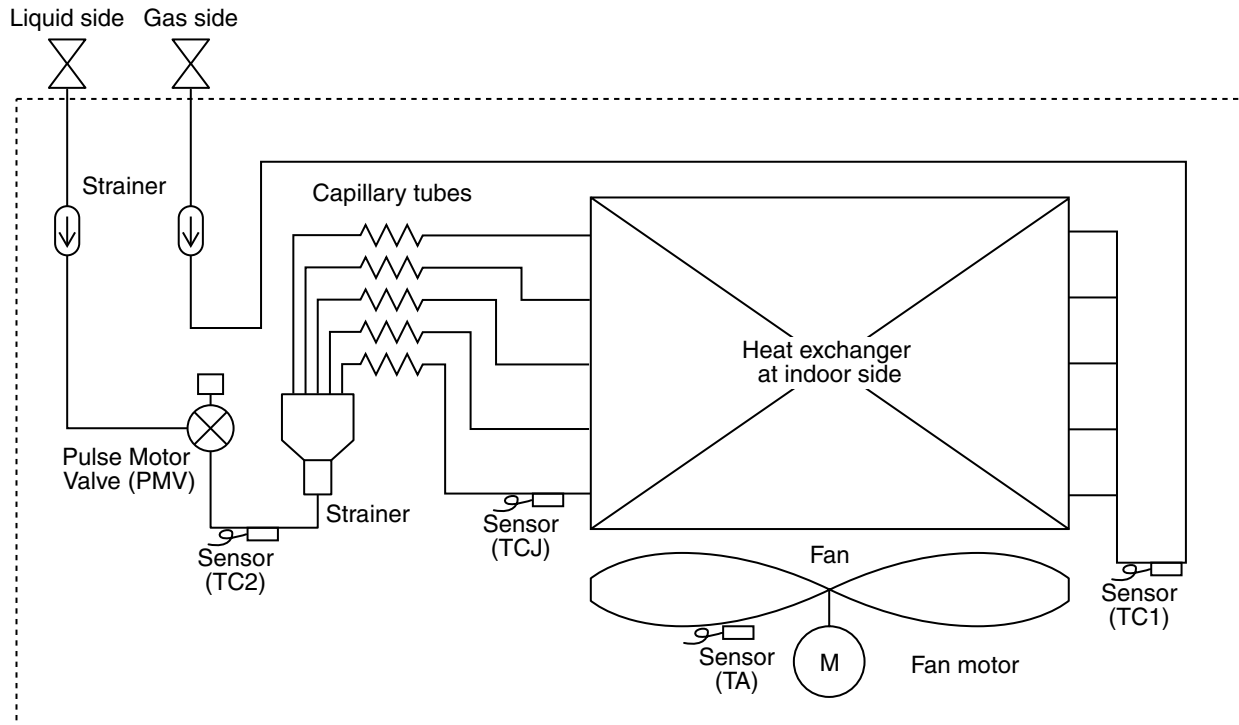 Liquid side
Gas side
Strainer
Capillary tubes
Heat exchanger
at indoor side
Pulse Motor
Valve (PMV)
Strainer
Sensor
(TCJ)
Sensor
(TC2)
Fan
Sensor
(TC1)
Sensor
(TA)
M
Fan motor